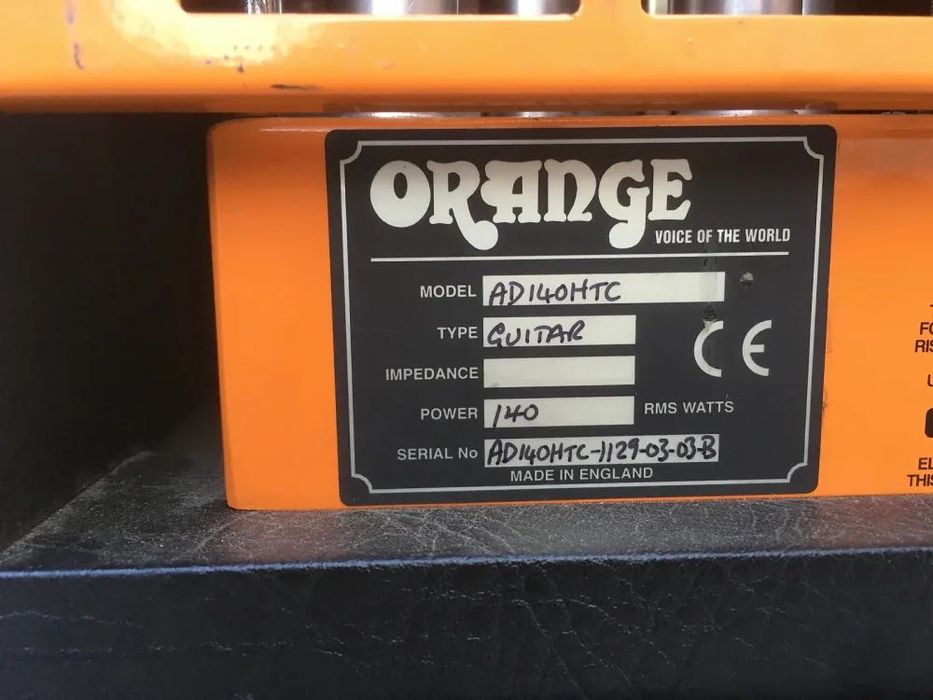 ORANGE
VOICE OF THE WORLD
MODEL AD140HTC
TYPE GUITAR
CE
IMPEDANCE
POWER 140 RMS WATTS
SERIAL No AD140HTC-1129-03-03-B
MADE IN ENGLAND